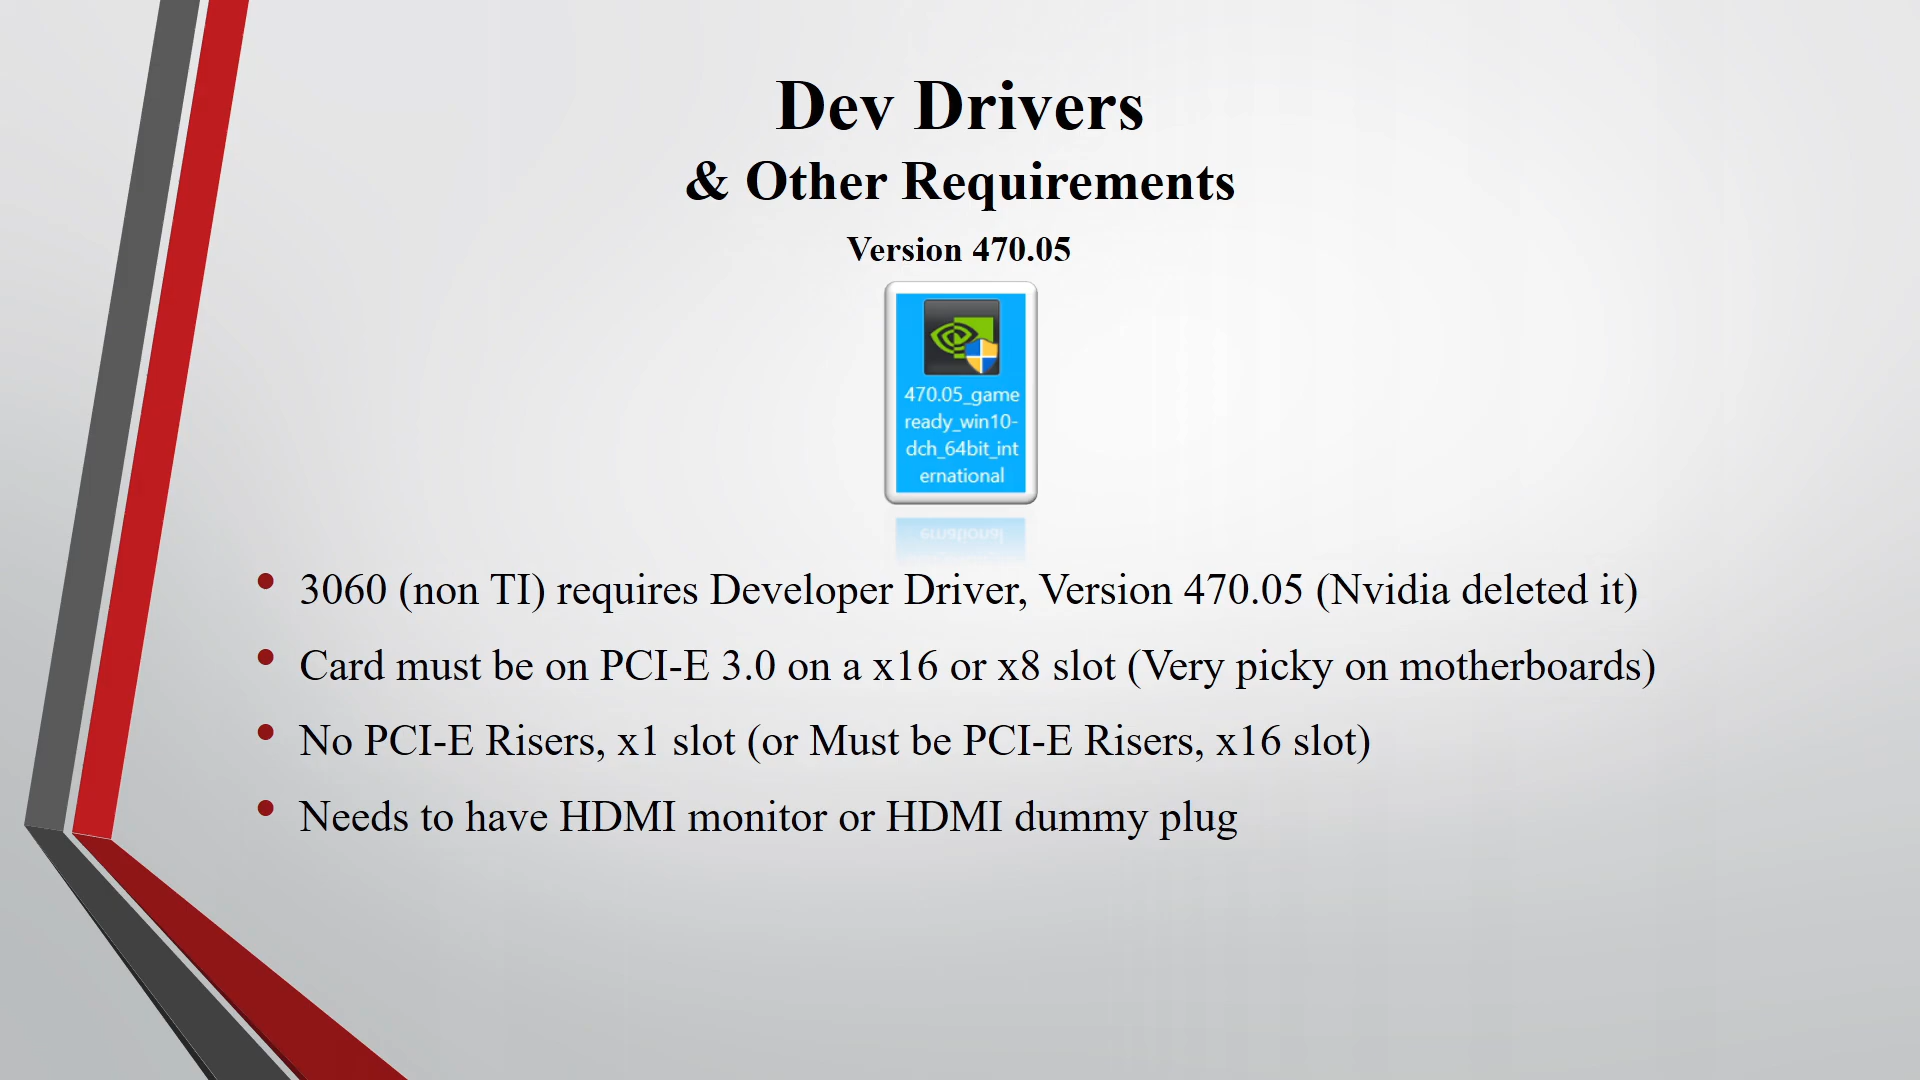 Dev Drivers
& Other Requirements
Version 470.05
470.05_game
ready_win10-
dch_64bit_int
ernational
• 3060 (non TI) requires Developer Driver, Version 470.05 (Nvidia deleted it)
• Card must be on PCI-E 3.0 on a x16 or x8 slot (Very picky on motherboards)
• No PCI-E Risers, x1 slot (or Must be PCI-E Risers, x16 slot)
• Needs to have HDMI monitor or HDMI dummy plug